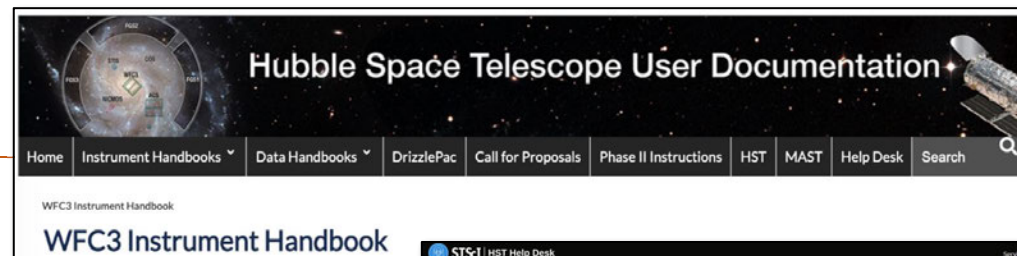 Hubble Space Telescope User Documentation
Home Instrument Handbooks Data Handbooks DrizzlePac Call for Proposals Phase II Instructions HST MAST Help Desk Search
WFC3 Instrument Handbook
WFC3 Instrument Handbook
STScI | HST Help Desk